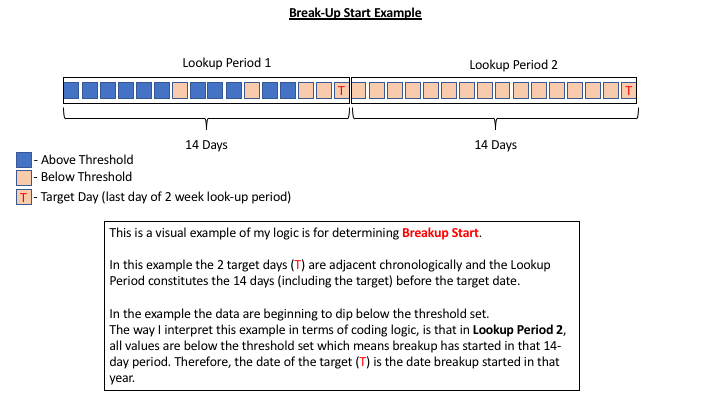 Break-Up Start Example
Lookup Period 1
Lookup Period 2
T
T
14 Days
14 Days
- Above Threshold
- Below Threshold
T - Target Day (last day of 2 week look-up period)
This is a visual example of my logic is for determining Breakup Start.
In this example the 2 target days (T) are adjacent chronologically and the Lookup
Period constitutes the 14 days (including the target) before the target date.
In the example the data are beginning to dip below the threshold set.
The way I interpret this example in terms of coding logic, is that in Lookup Period 2,
all values are below the threshold set which means breakup has started in that 14-
day period. Therefore, the date of the target (T) is the date breakup started in that
year.